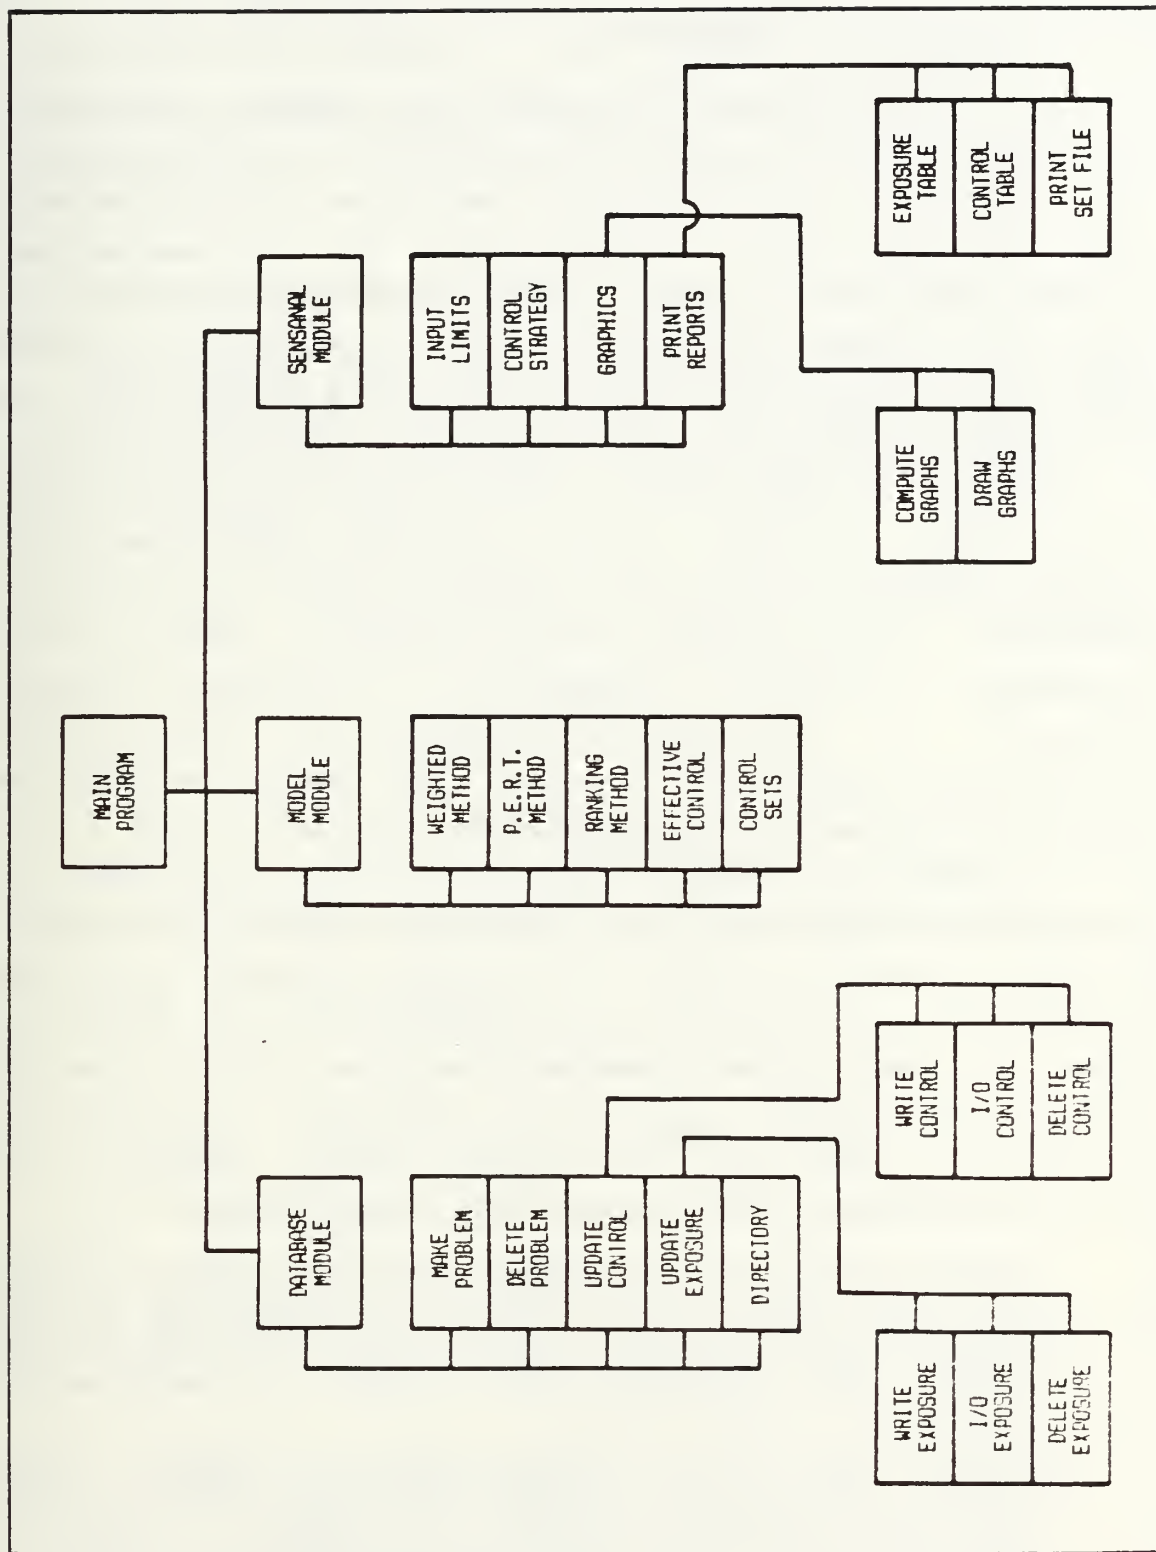 MAIN
PROGRAM
DATABASE
MODULE
MODEL
MODULE
SENSANAL
MODULE
MAKE
PROBLEM
DELETE
PROBLEM
UPDATE
CONTROL
UPDATE
EXPOSURE
DIRECTORY
WEIGHTED
METHOD
P.E.R.T.
METHOD
RANKING
METHOD
EFFECTIVE
CONTROL
CONTROL
SETS
INPUT
LIMITS
CONTROL
STRATEGY
GRAPHICS
PRINT
REPORTS
WRITE
EXPOSURE
I/O
EXPOSURE
DELETE
EXPOSURE
WRITE
CONTROL
I/O
CONTROL
DELETE
CONTROL
COMPUTE
GRAPHS
DRAW
GRAPHS
EXPOSURE
TABLE
CONTROL
TABLE
PRINT
SET FILE